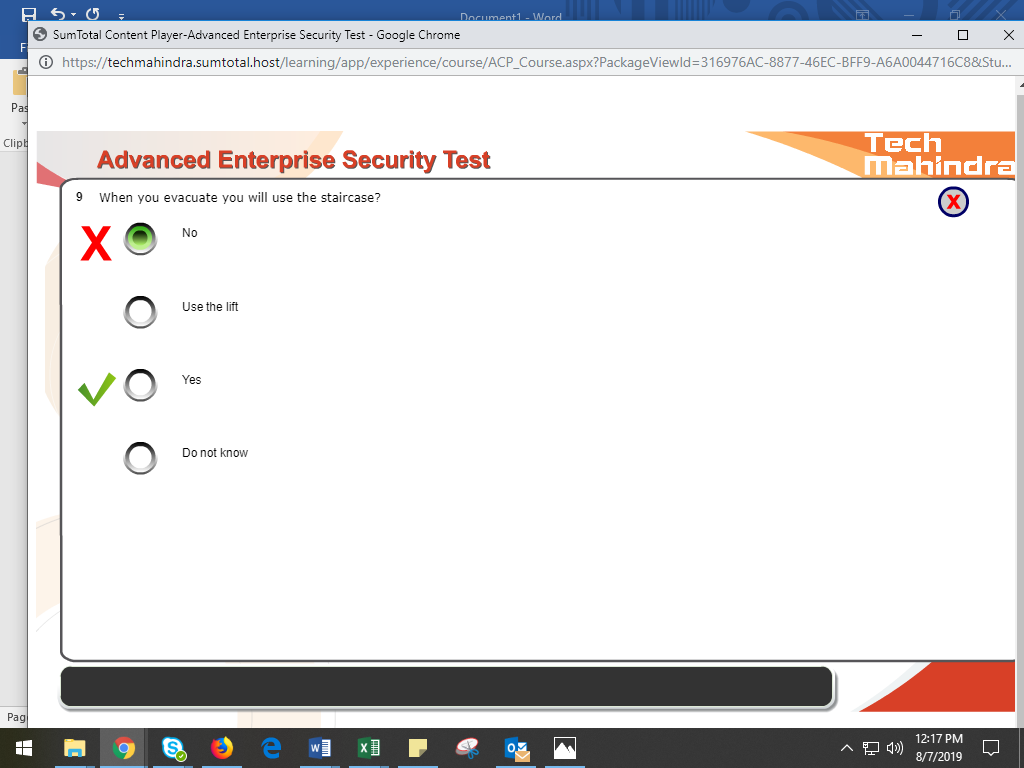 Document1 - Word
SumTotal Content Player-Advanced Enterprise Security Test - Google Chrome
F
https://techmahindra.sumtotal.host/learning/app/experience/course/ACP_Course.aspx?PackageViewId=316976AC-8877-46EC-BFF9-A6A0044716C8&Stu...
Pas
Clipb
Tech
Mahindra
Advanced Enterprise Security Test
9 When you evacuate you will use the staircase?
X
X No
Use the lift
Yes
Do not know
Page
12:17 PM
8/7/2019